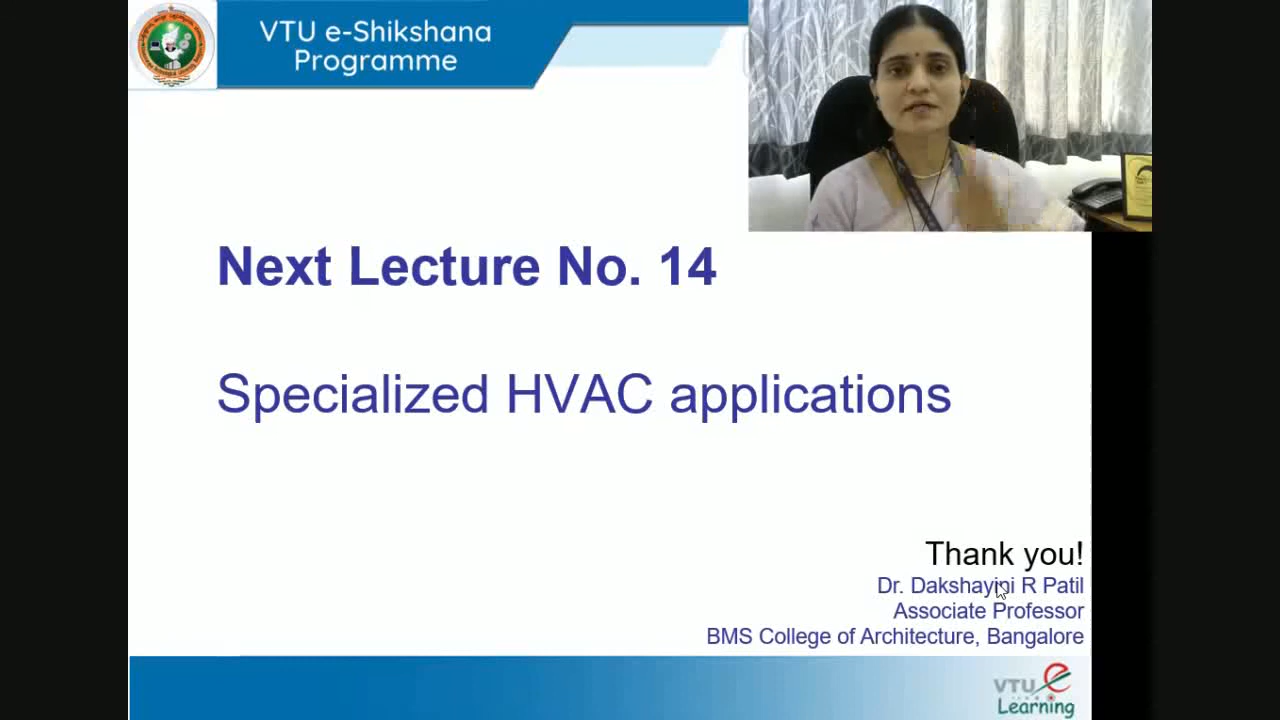 VTU e-Shikshana
Programme
Next Lecture No. 14
Specialized HVAC applications
Thank you!
Dr. Dakshayini R Patil
Associate Professor
BMS College of Architecture, Bangalore
VTU e
Learning